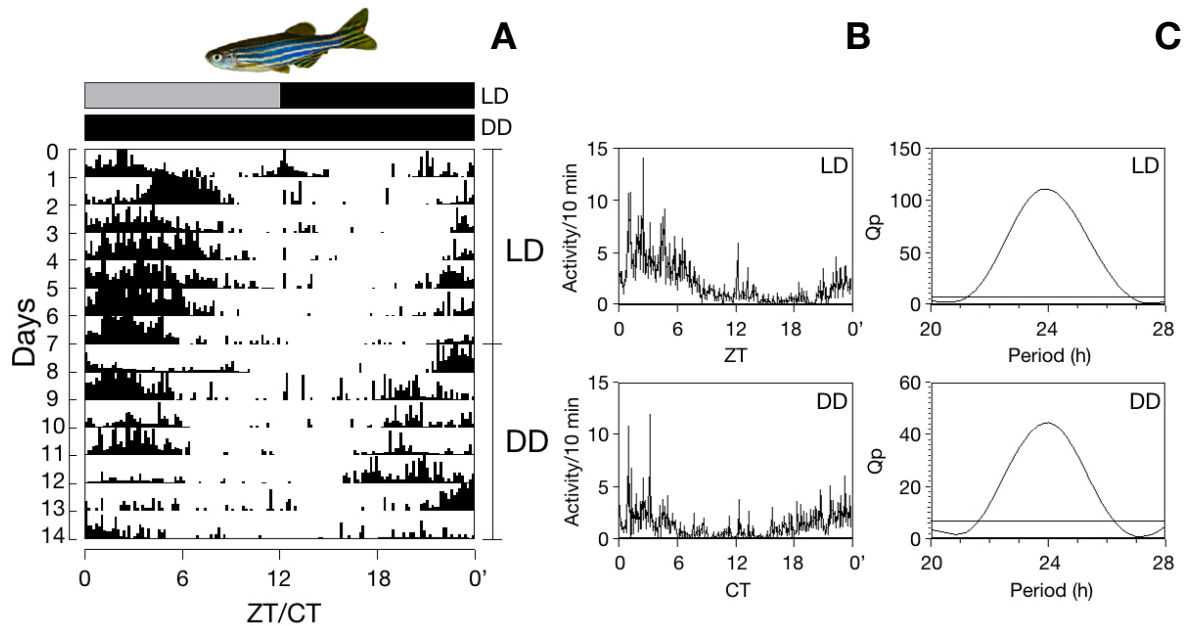 A
LD
DD
0
1
2
3
4
5
6
7
8
9
10
11
12
13
14
Days
LD
DD
0 6 12 18 0'
ZT/CT
B
LD
15
10
5
0
Activity/10 min
0 6 12 18 0'
ZT
DD
15
10
5
0
Activity/10 min
0 6 12 18 0'
CT
C
LD
150
100
50
0
Qp
20 24 28
Period (h)
DD
60
40
20
0
Qp
20 24 28
Period (h)